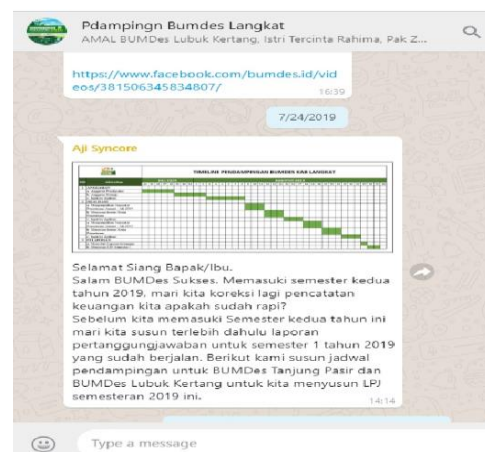 Pdampingn Bumdes Langkat
AMAL BUMDes Lubuk Kertang, Istri Tercinta Rahima, Pak Z...
https://www.facebook.com/bumdes.id/vid
eos/381506345834807/
16:39
7/24/2019
Aji Syncore
TIMELINE PENDAMPINGAN BUMDES KAB LANGKAT
Selamat Siang Bapak/Ibu.
Salam BUMDes Sukses. Memasuki semester kedua
tahun 2019, mari kita koreksi lagi pencatatan
keuangan kita apakah sudah rapi?
Sebelum kita memasuki Semester kedua tahun ini
mari kita susun terlebih dahulu laporan
pertanggungjawaban untuk semester 1 tahun 2019
yang sudah berjalan. Berikut kami susun jadwal
pendampingan untuk BUMDes Tanjung Pasir dan
BUMDes Lubuk Kertang untuk kita menyusun LPJ
semesteran 2019 ini.
14:14
Type a message